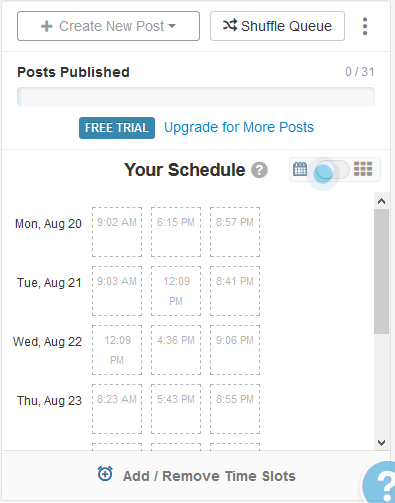 Create New Post Shuffle Queue
Posts Published 0 / 31
FREE TRIAL Upgrade for More Posts
Your Schedule ?
Mon, Aug 20 9:02 AM 6:15 PM 8:57 PM
Tue, Aug 21 9:03 AM 12:09 PM 8:41 PM
Wed, Aug 22 12:09 PM 4:36 PM 9:06 PM
Thu, Aug 23 8:23 AM 5:43 PM 8:55 PM
Add / Remove Time Slots ?